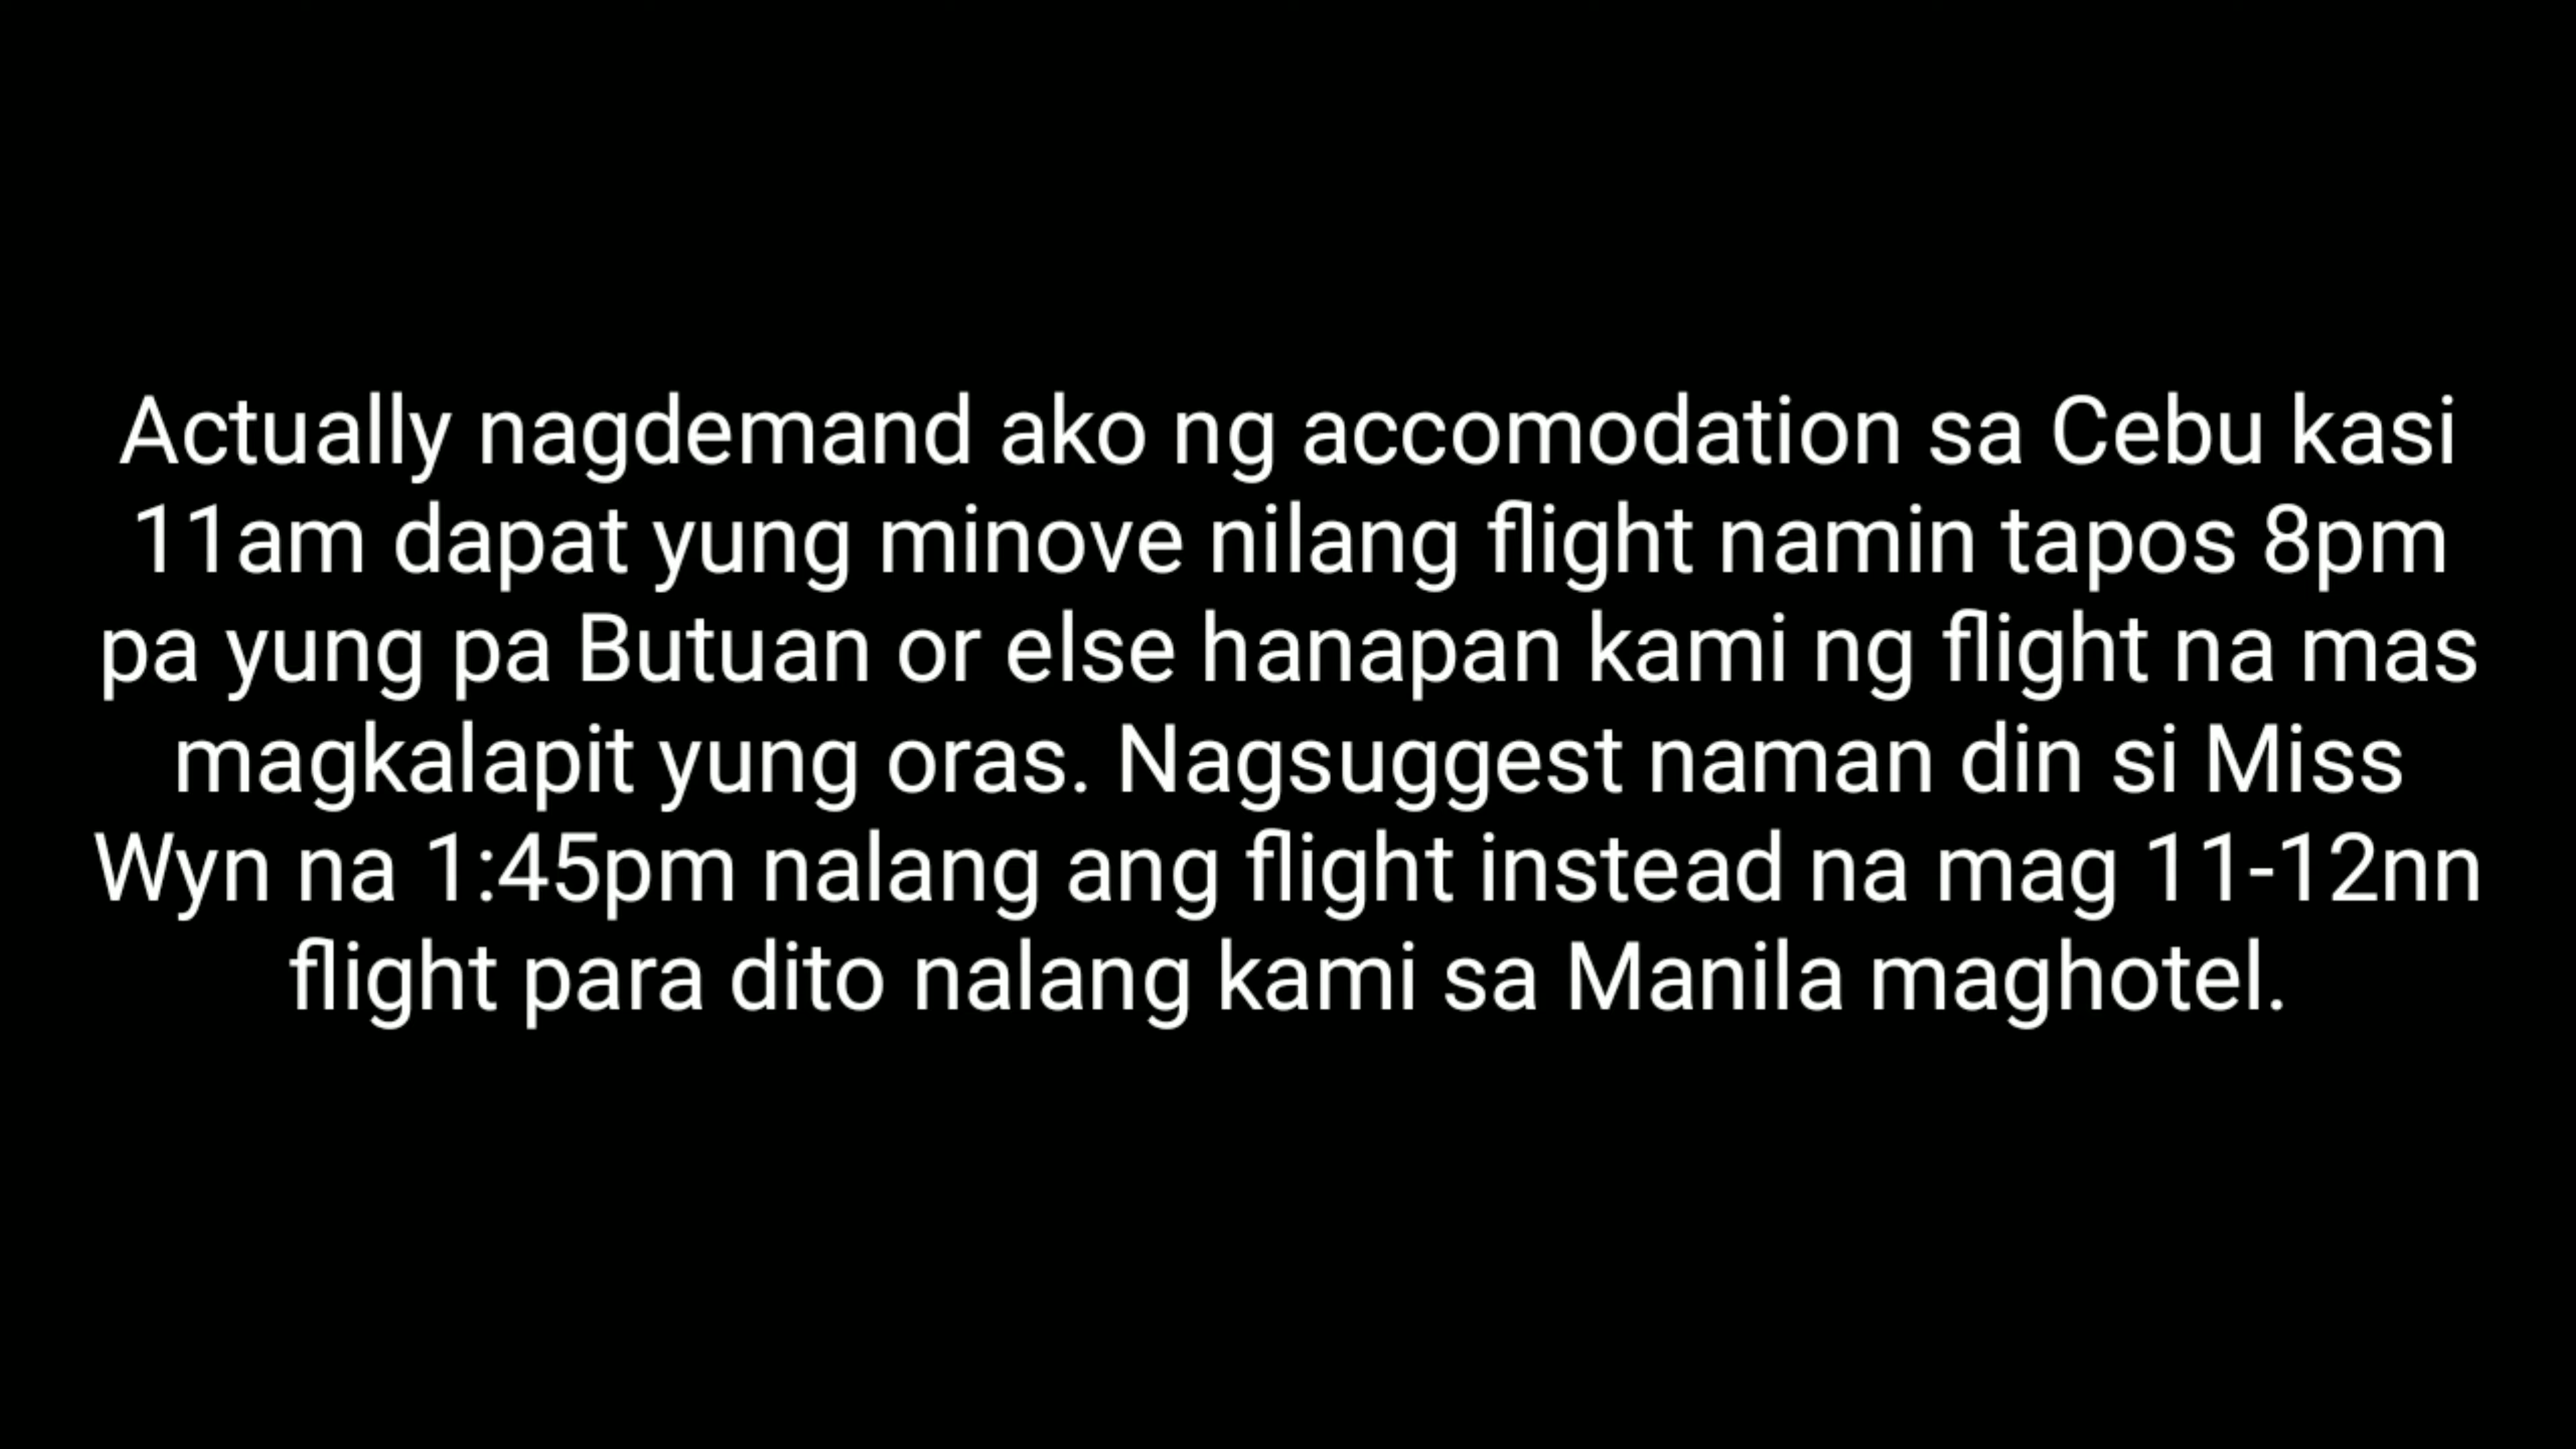 Actually nagdemand ako ng accomodation sa Cebu kasi
11am dapat yung minove nilang flight namin tapos 8pm
pa yung pa Butuan or else hanapan kami ng flight na mas
magkalapit yung oras. Nagsuggest naman din si Miss
Wyn na 1:45pm nalang ang flight instead na mag 11-12nn
flight para dito nalang kami sa Manila maghotel.